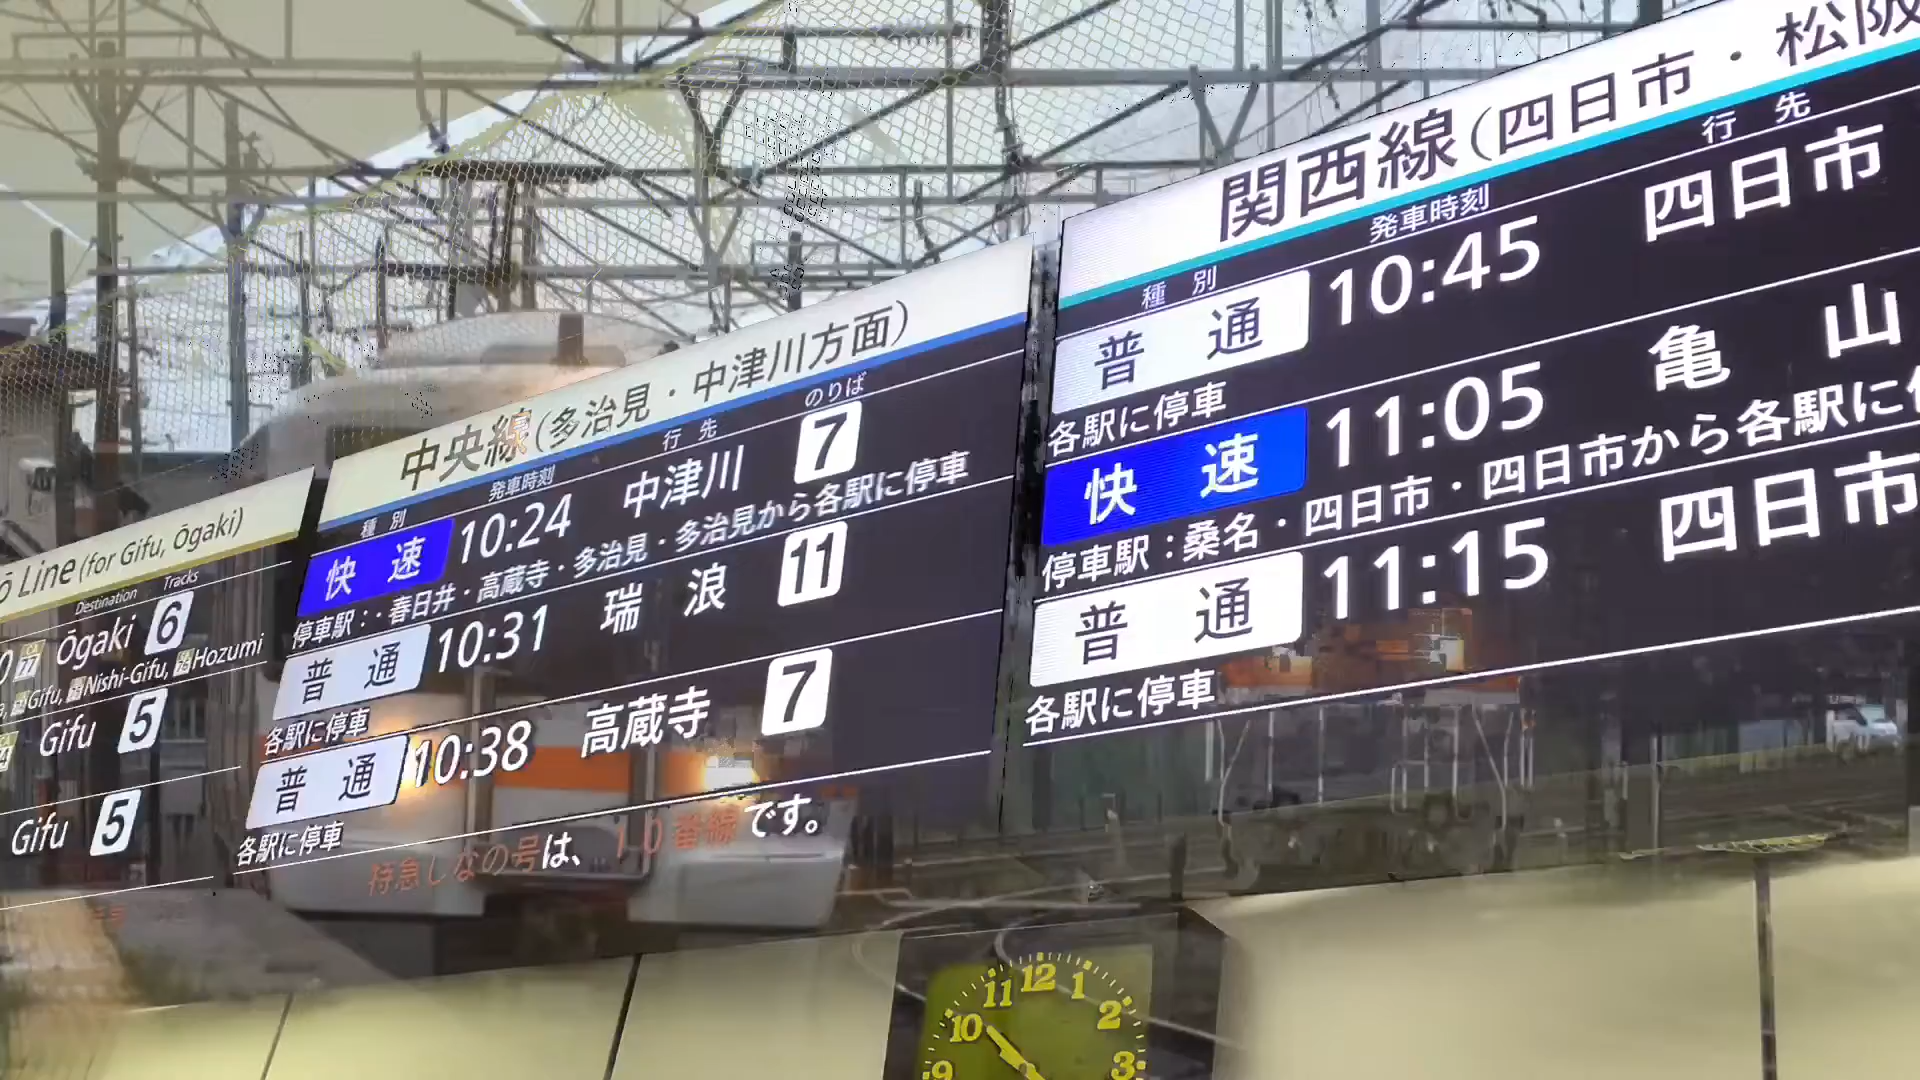 Line (for Gifu, Ōgaki)
Destination Tracks
Ōgaki 6
Gifu, Nishi-Gifu, Hozumi
Gifu 5
Gifu 5
中央線(多治見・中津川方面)
種別 発車時刻 行先 のりば
快速 10:24 中津川 7
停車駅:・春日井・高蔵寺・多治見・多治見から各駅に停車
普通 10:31 瑞浪 11
各駅に停車
普通 10:38 高蔵寺 7
各駅に停車
特急しなの号は、10番線です。
関西線(四日市・松阪
種別 発車時刻 行先
普通 10:45 四日市
各駅に停車
快速 11:05 亀山
停車駅:桑名・四日市・四日市から各駅に
普通 11:15 四日市
各駅に停車
9 10 11 12 1 2 3